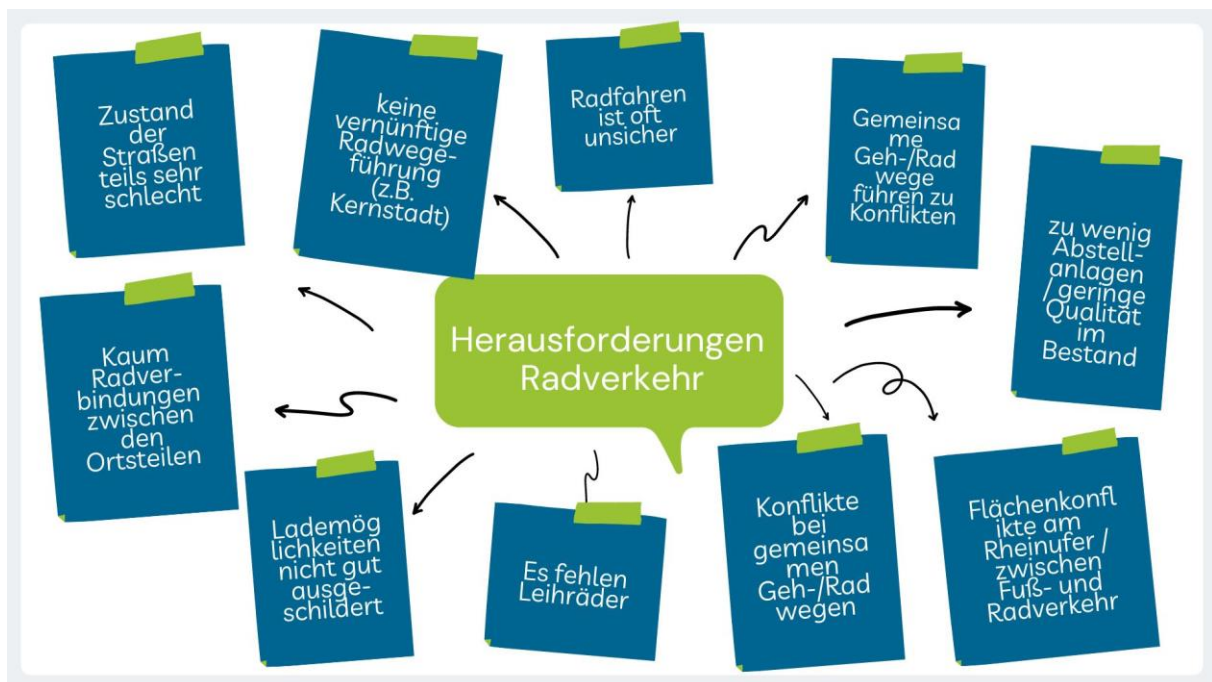 Zustand
der
Straßen
teils sehr
schlecht
keine
vernünftige
Radwege-
führung
(z.B.
Kernstadt)
Radfahren
ist oft
unsicher
Gemeinsa
me
Geh-/Rad
wege
führen zu
Konflikten
zu wenig
Abstell-
anlagen
/ geringe
Qualität
im
Bestand
Herausforderungen
Radverkehr
Kaum
Radver-
bindungen
zwischen
den
Ortsteilen
Lademög
lichkeiten
nicht gut
ausge-
schildert
Es fehlen
Leihräder
Konflikte
bei
gemeinsa
men
Geh-/Rad
wegen
Flächenkonfl
ikte am
Rheinufer /
zwischen
Fuß- und
Radverkehr